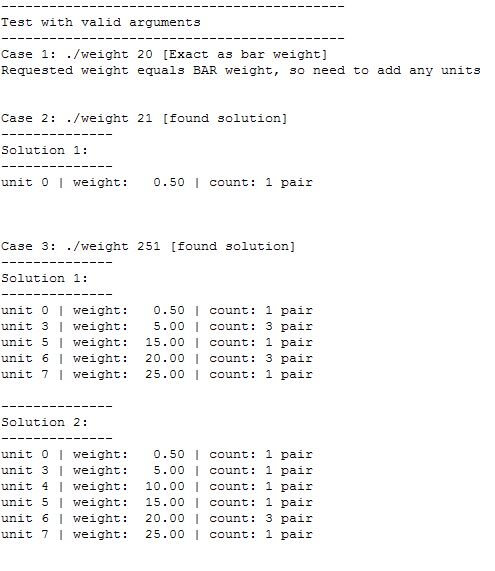 -------------------------------------------
Test with valid arguments
-------------------------------------------
Case 1: ./weight 20 [Exact as bar weight]
Requested weight equals BAR weight, so need to add any units
Case 2: ./weight 21 [found solution]
--------------
Solution 1:
--------------
unit 0 | weight:   0.50 | count: 1 pair
Case 3: ./weight 251 [found solution]
--------------
Solution 1:
--------------
unit 0 | weight:   0.50 | count: 1 pair
unit 3 | weight:   5.00 | count: 3 pair
unit 5 | weight:  15.00 | count: 1 pair
unit 6 | weight:  20.00 | count: 3 pair
unit 7 | weight:  25.00 | count: 1 pair
--------------
Solution 2:
--------------
unit 0 | weight:   0.50 | count: 1 pair
unit 3 | weight:   5.00 | count: 1 pair
unit 4 | weight:  10.00 | count: 1 pair
unit 5 | weight:  15.00 | count: 1 pair
unit 6 | weight:  20.00 | count: 3 pair
unit 7 | weight:  25.00 | count: 1 pair